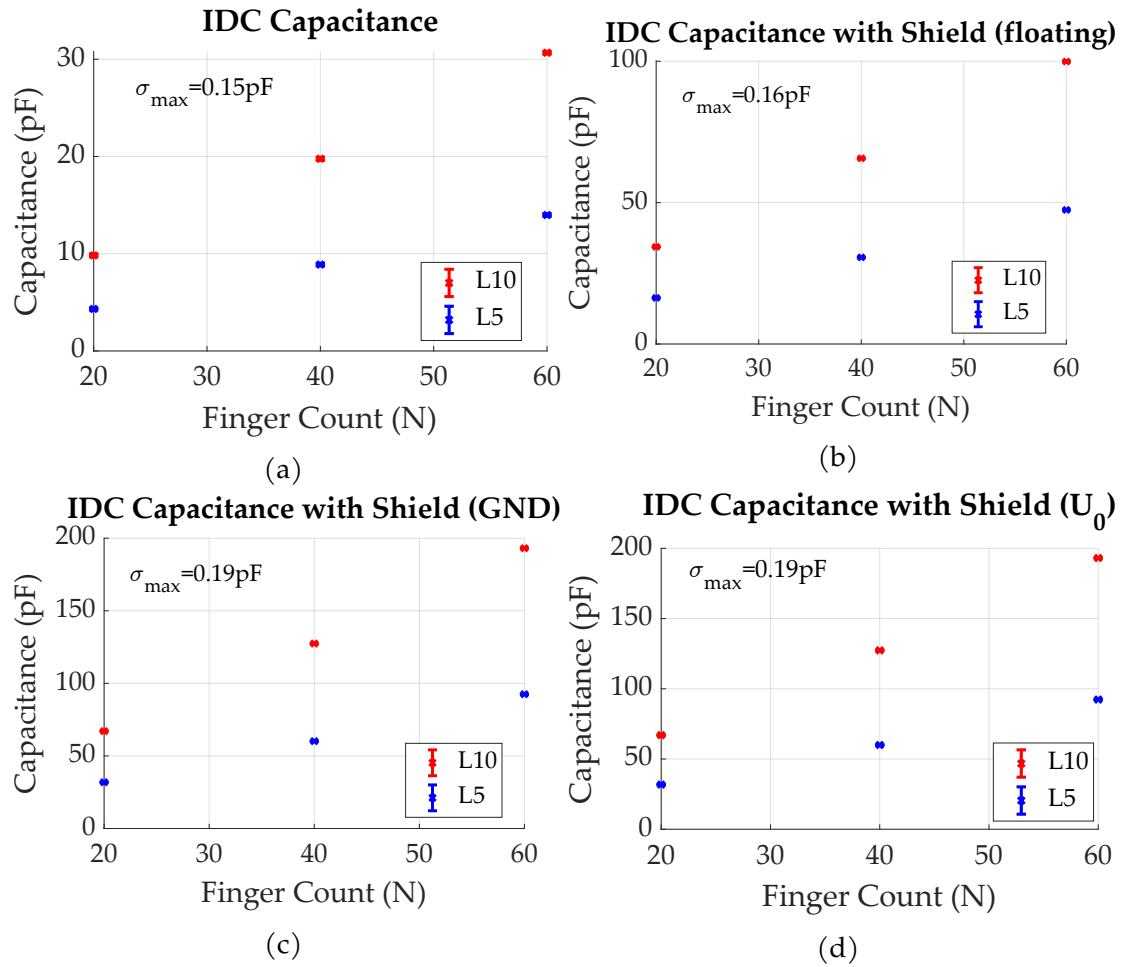 IDC Capacitance
σmax=0.15pF
30
20
10
0
Capacitance (pF)
L10
L5
20 30 40 50 60
Finger Count (N)
(a)
IDC Capacitance with Shield (floating)
σmax=0.16pF
100
50
0
Capacitance (pF)
L10
L5
20 30 40 50 60
Finger Count (N)
(b)
IDC Capacitance with Shield (GND)
σmax=0.19pF
200
150
100
50
0
Capacitance (pF)
L10
L5
20 30 40 50 60
Finger Count (N)
(c)
IDC Capacitance with Shield (U0)
σmax=0.19pF
200
150
100
50
0
Capacitance (pF)
L10
L5
20 30 40 50 60
Finger Count (N)
(d)